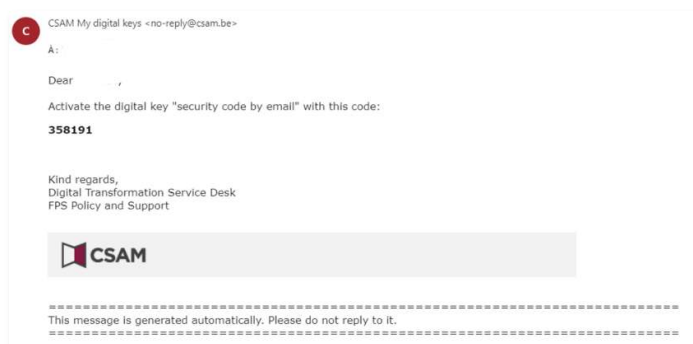 C
CSAM My digital keys <no-reply@csam.be>
À :
Dear ,
Activate the digital key "security code by email" with this code:
358191
Kind regards,
Digital Transformation Service Desk
FPS Policy and Support
CSAM
==========================================================================
This message is generated automatically. Please do not reply to it.
==========================================================================